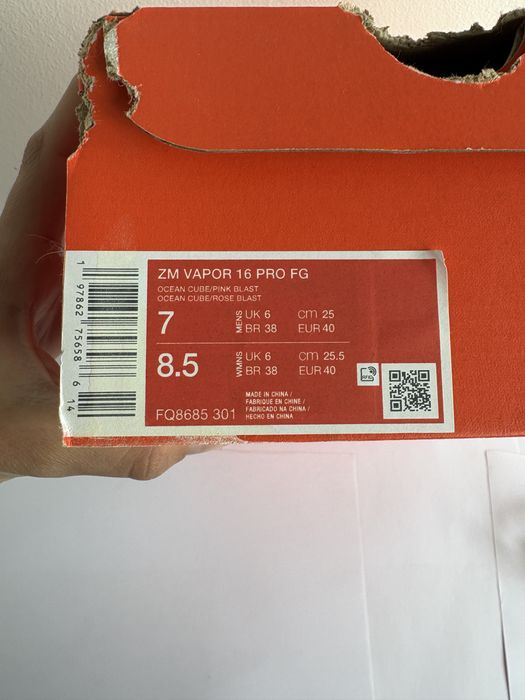 ZM VAPOR 16 PRO FG
OCEAN CUBE/PINK BLAST
OCEAN CUBE/ROSE BLAST
7 MENS UK 6 CM 25
BR 38 EUR 40
8.5 WMNS UK 6 CM 25.5
BR 38 EUR 40
RFID
MADE IN CHINA /
FABRIQUE EN CHINE /
FABRICADO NA CHINA /
HECHO EN CHINA
FQ8685 301
1 97862 75658 6 14